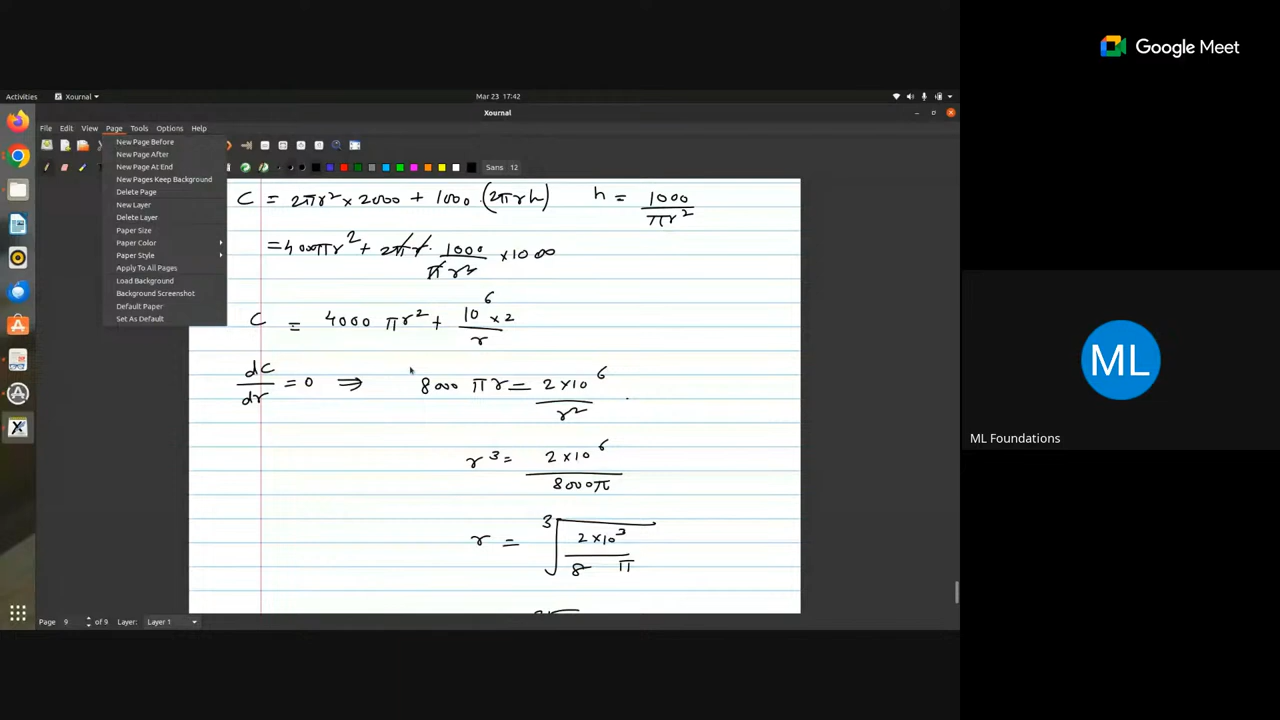 Google Meet
Activities Xournal Mar 23 17:42
Xournal
File Edit View Page Tools Options Help
New Page Before
New Page After
New Page At End
New Pages Keep Background
Delete Page
New Layer
Delete Layer
Paper Size
Paper Color
Paper Style
Apply To All Pages
Load Background
Background Screenshot
Default Paper
Set As Default
Sans 12
C = 2πr² × 2000 + 1000 · (2πrh) h = 1000/πr²
= 4000πr² + 2πr · 1000/πr² × 1000
C = 4000 πr² + 10⁶ × 2/r
dC/dr = 0 ⇒ 8000 πr = 2×10⁶/r²
r³ = 2×10⁶/8000π
r = ∛(2×10³/8 π)
ML
ML Foundations
Page 9 of 9 Layer: Layer 1